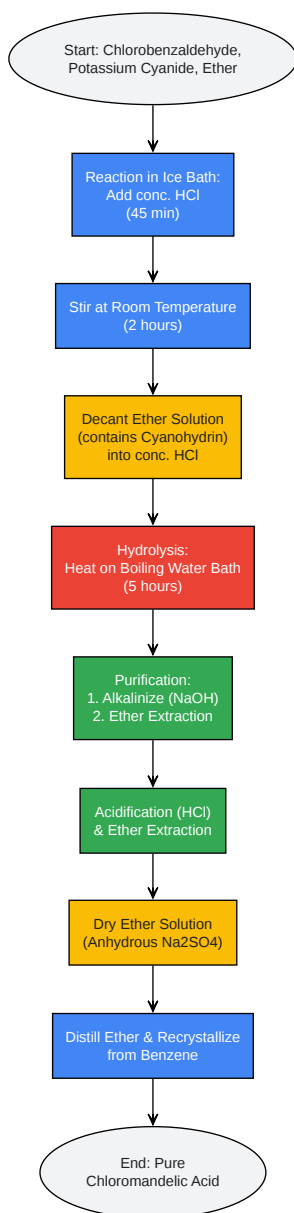 Start: Chlorobenzaldehyde,
Potassium Cyanide, Ether
Reaction in Ice Bath:
Add conc. HCl
(45 min)
Stir at Room Temperature
(2 hours)
Decant Ether Solution
(contains Cyanohydrin)
into conc. HCl
Hydrolysis:
Heat on Boiling Water Bath
(5 hours)
Purification:
1. Alkalinize (NaOH)
2. Ether Extraction
Acidification (HCl)
& Ether Extraction
Dry Ether Solution
(Anhydrous Na2SO4)
Distill Ether & Recrystallize
from Benzene
End: Pure
Chloromandelic Acid